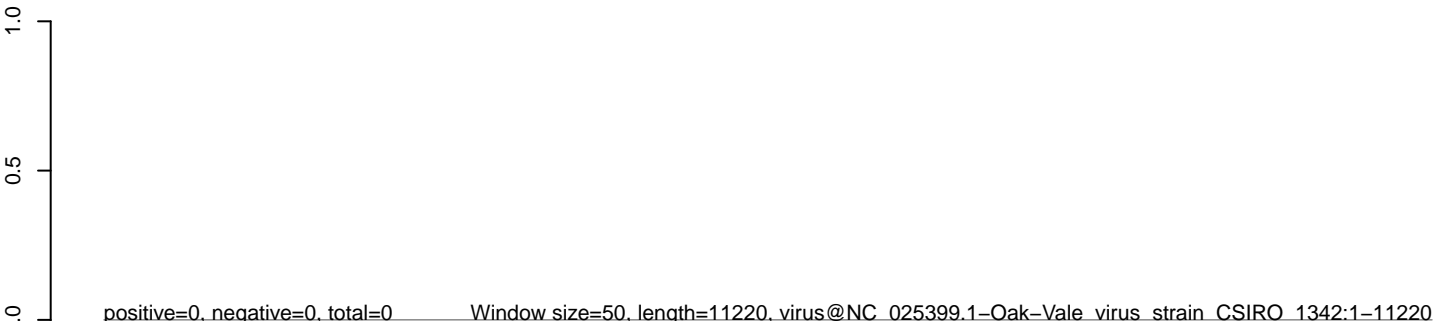 1.0
0.5
.0
positive=0, negative=0, total=0 Window size=50, length=11220, virus@NC_025399.1−Oak−Vale_virus_strain_CSIRO_1342:1−11220